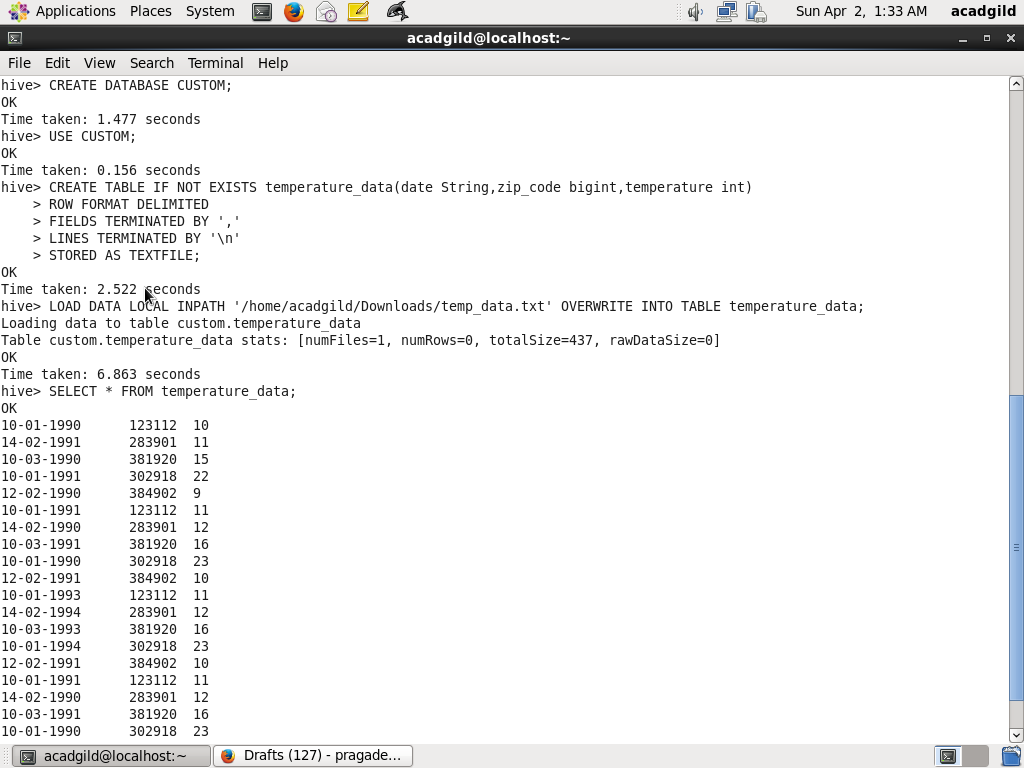 Applications Places System Sun Apr 2, 1:33 AM acadgild
acadgild@localhost:~
File Edit View Search Terminal Help
hive> CREATE DATABASE CUSTOM;
OK
Time taken: 1.477 seconds
hive> USE CUSTOM;
OK
Time taken: 0.156 seconds
hive> CREATE TABLE IF NOT EXISTS temperature_data(date String,zip_code bigint,temperature int)
    > ROW FORMAT DELIMITED
    > FIELDS TERMINATED BY ','
    > LINES TERMINATED BY '\n'
    > STORED AS TEXTFILE;
OK
Time taken: 2.522 seconds
hive> LOAD DATA LOCAL INPATH '/home/acadgild/Downloads/temp_data.txt' OVERWRITE INTO TABLE temperature_data;
Loading data to table custom.temperature_data
Table custom.temperature_data stats: [numFiles=1, numRows=0, totalSize=437, rawDataSize=0]
OK
Time taken: 6.863 seconds
hive> SELECT * FROM temperature_data;
OK
10-01-1990      123112  10
14-02-1991      283901  11
10-03-1990      381920  15
10-01-1991      302918  22
12-02-1990      384902  9
10-01-1991      123112  11
14-02-1990      283901  12
10-03-1991      381920  16
10-01-1990      302918  23
12-02-1991      384902  10
10-01-1993      123112  11
14-02-1994      283901  12
10-03-1993      381920  16
10-01-1994      302918  23
12-02-1991      384902  10
10-01-1991      123112  11
14-02-1990      283901  12
10-03-1991      381920  16
10-01-1990      302918  23
acadgild@localhost:~ Drafts (127) - pragade...